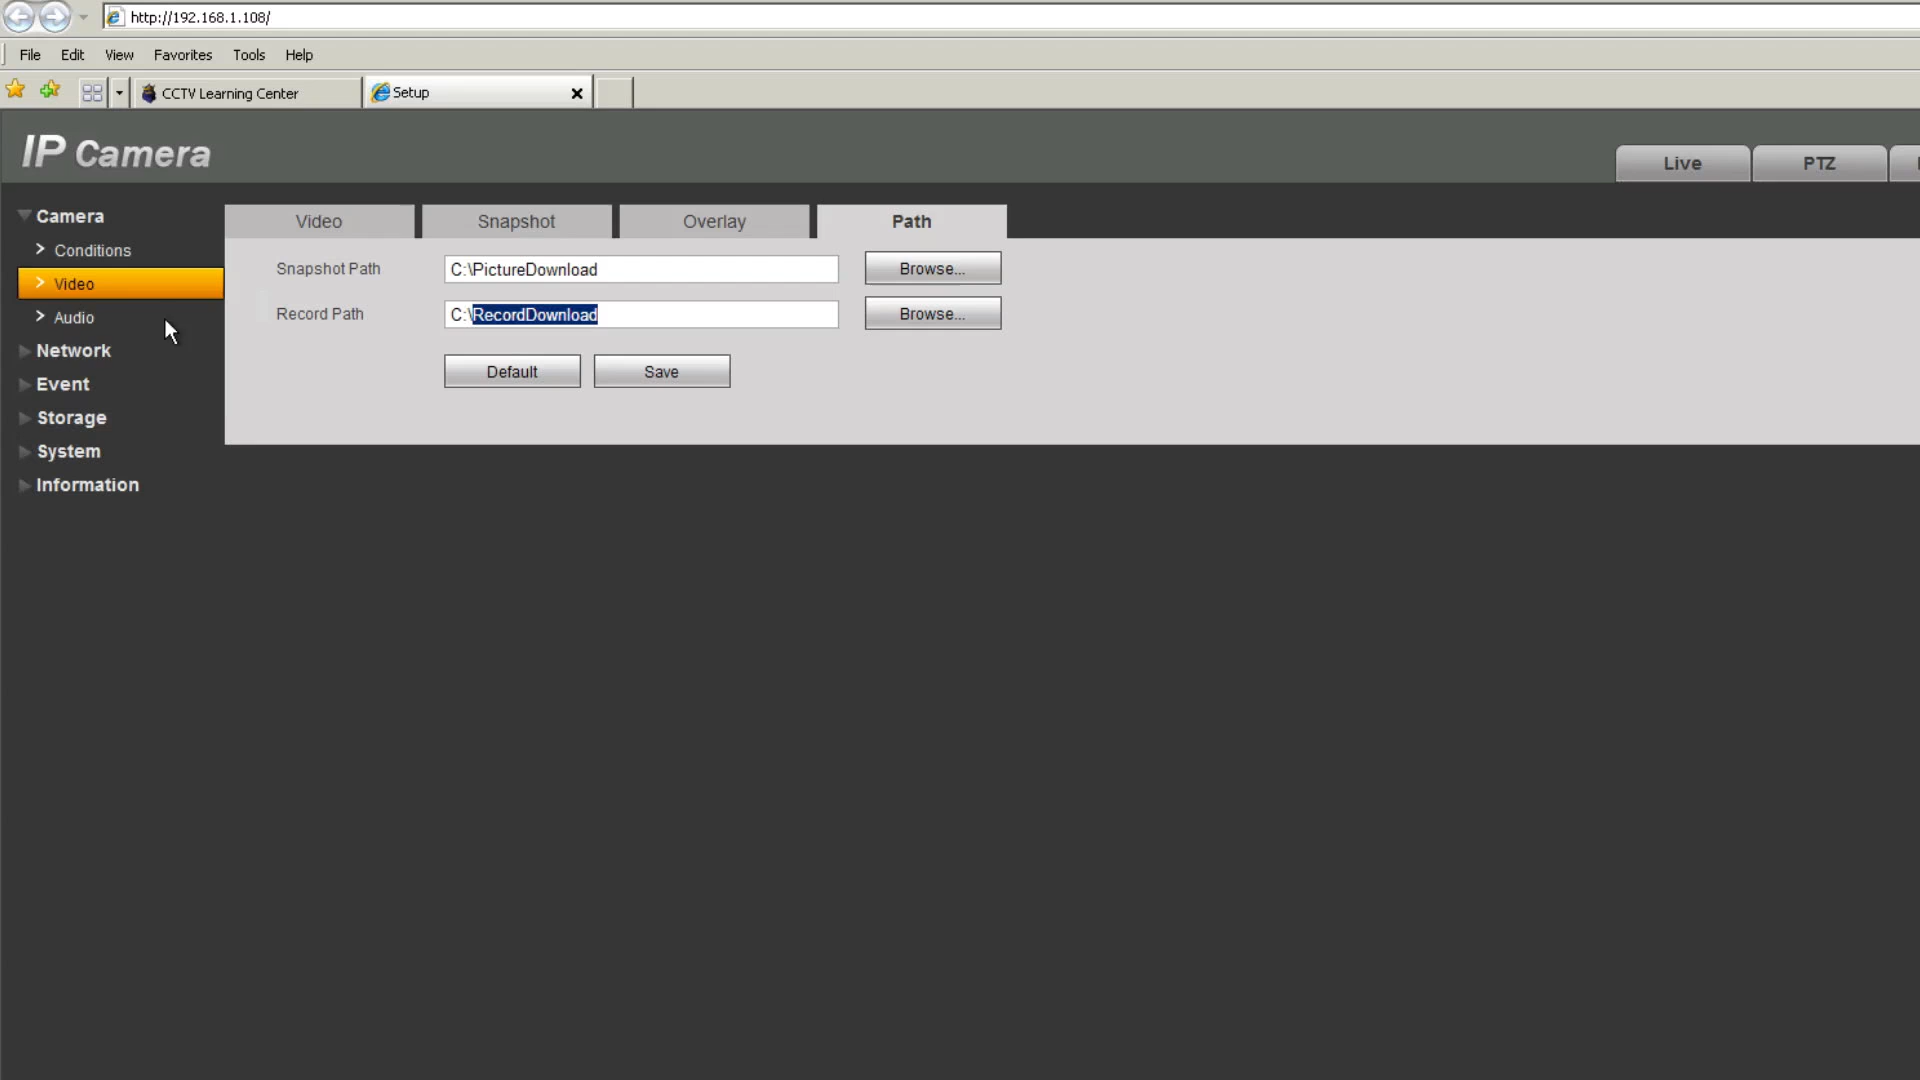 http://192.168.1.108/
File Edit View Favorites Tools Help
CCTV Learning Center Setup
IP Camera
Live PTZ
Camera
Conditions
Video
Audio
Network
Event
Storage
System
Information
Video Snapshot Overlay Path
Snapshot Path C:\PictureDownload Browse...
Record Path C:\RecordDownload Browse...
Default Save